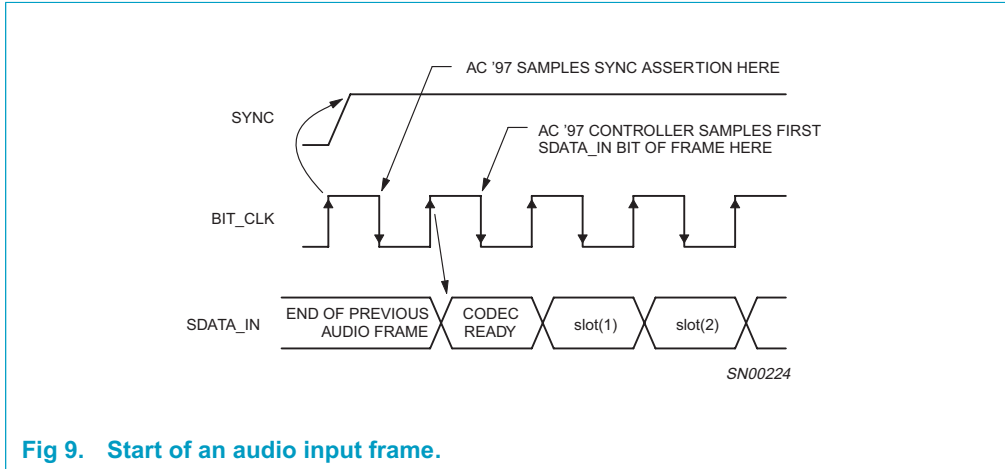 AC '97 SAMPLES SYNC ASSERTION HERE
SYNC
AC '97 CONTROLLER SAMPLES FIRST
SDATA_IN BIT OF FRAME HERE
BIT_CLK
SDATA_IN
END OF PREVIOUS
AUDIO FRAME
CODEC
READY
slot(1)
slot(2)
SN00224
Fig 9. Start of an audio input frame.